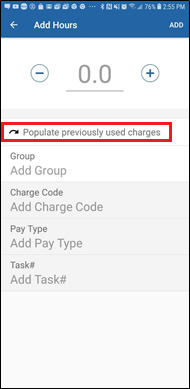 76% 2:55 PM
Add Hours ADD
0.0
Populate previously used charges
Group
Add Group
Charge Code
Add Charge Code
Pay Type
Add Pay Type
Task#
Add Task#